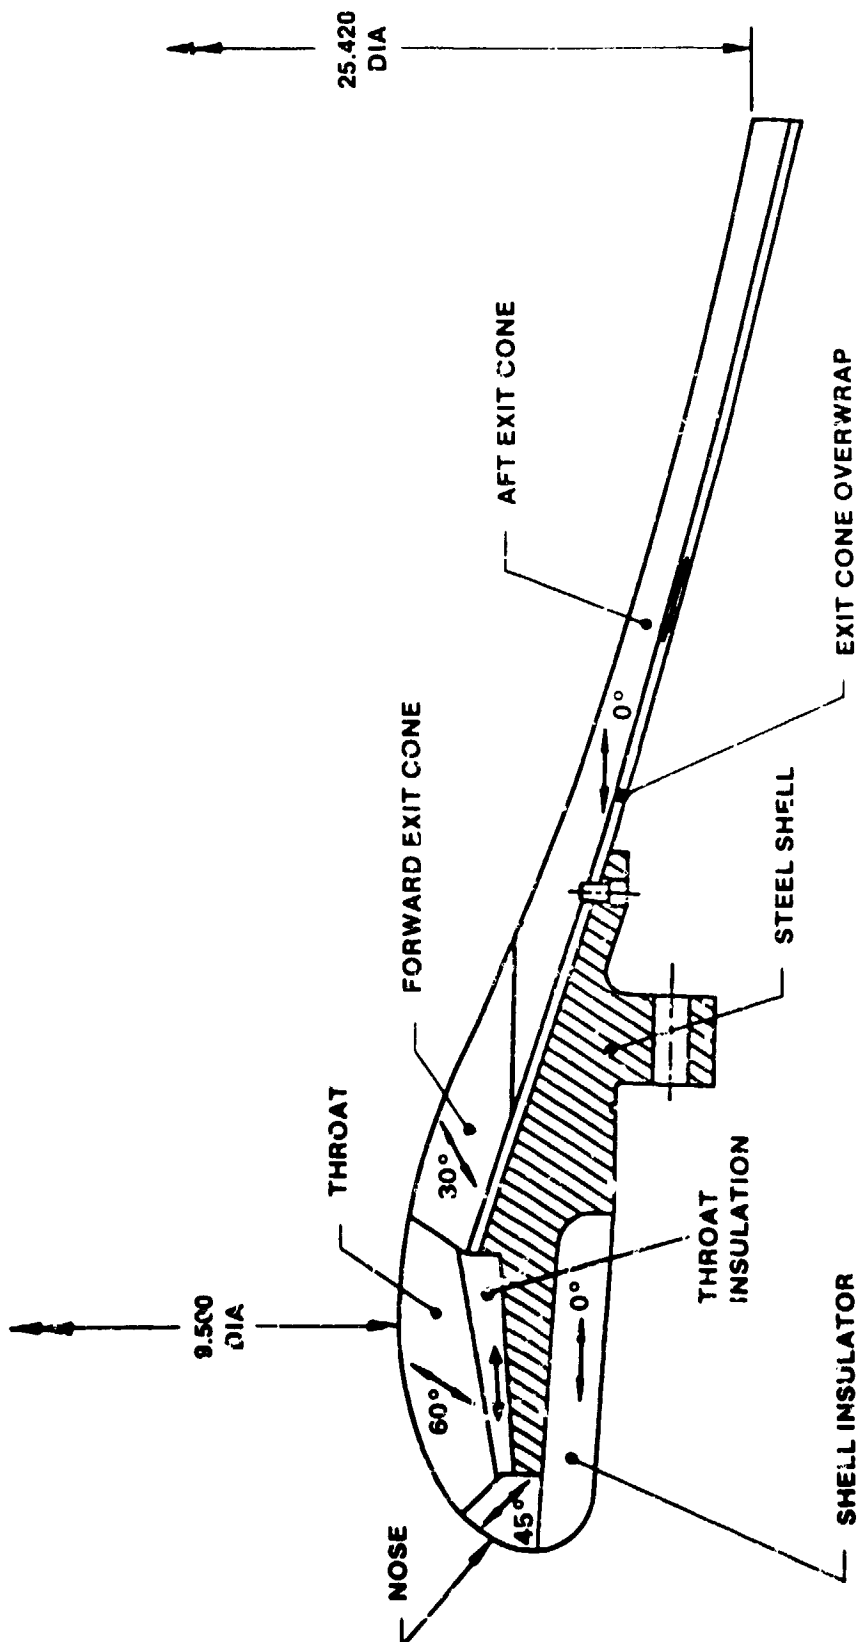 25.420
DIA
AFT EXIT CONE
EXIT CONE OVERWRAP
FORWARD EXIT CONE
0°
STEEL SHELL
THROAT
30°
THROAT
INSULATION
9.500
DIA
60°
0°
SHELL INSULATOR
NOSE
45°